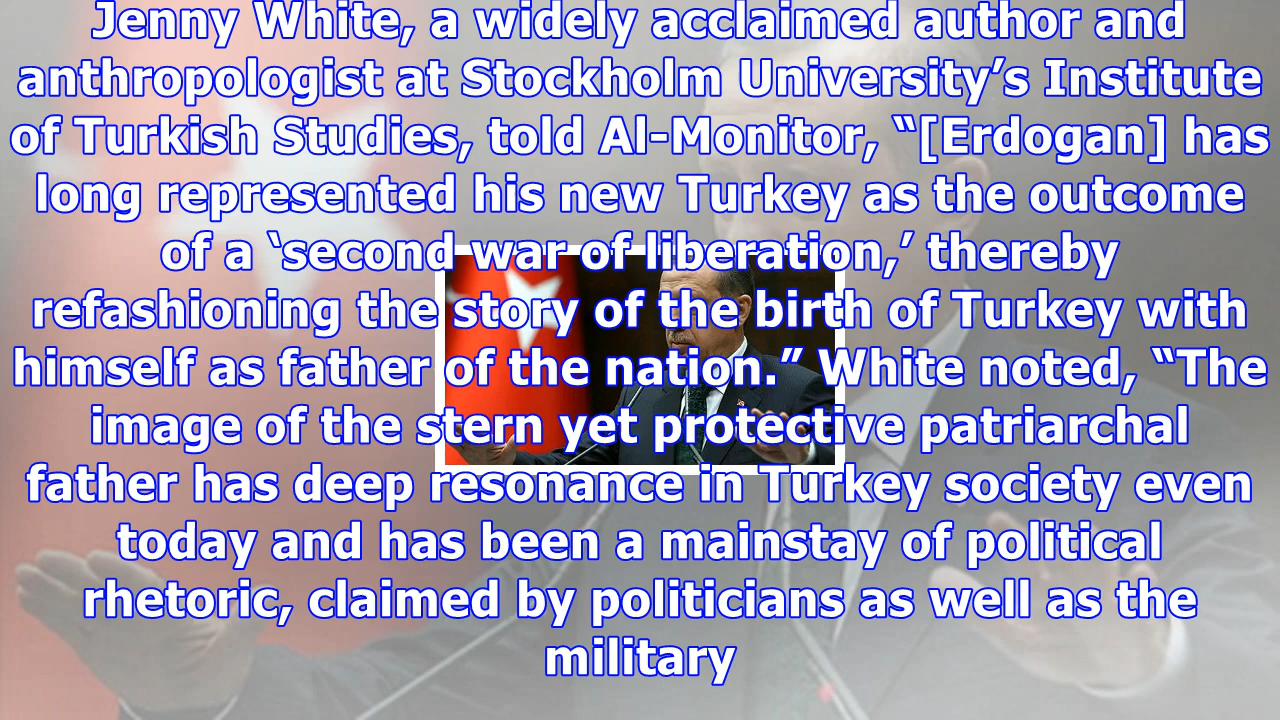 Jenny White, a widely acclaimed author and
anthropologist at Stockholm University’s Institute
of Turkish Studies, told Al-Monitor, “[Erdogan] has
long represented his new Turkey as the outcome
of a ‘second war of liberation,’ thereby
refashioning the story of the birth of Turkey with
himself as father of the nation.” White noted, “The
image of the stern yet protective patriarchal
father has deep resonance in Turkey society even
today and has been a mainstay of political
rhetoric, claimed by politicians as well as the
military